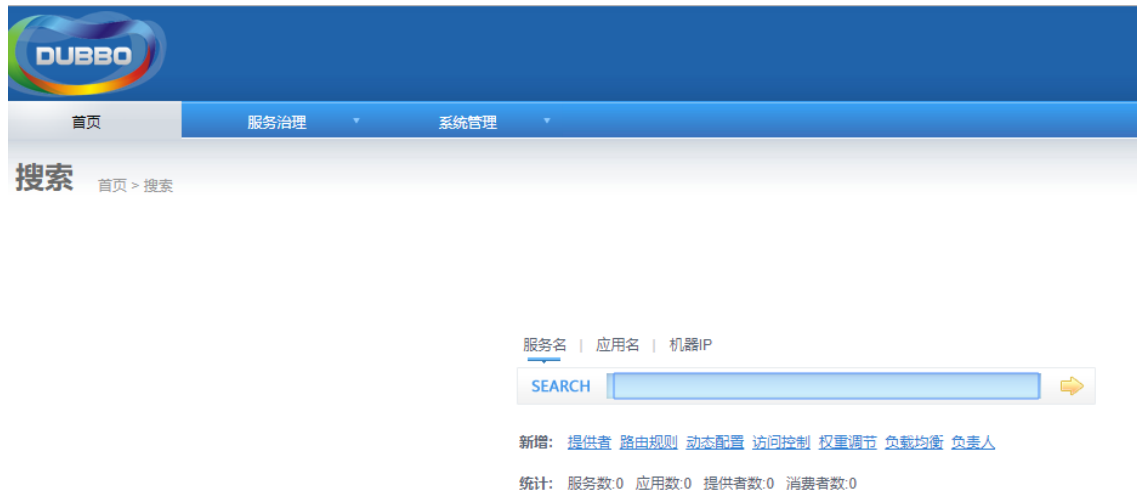 DUBBO
首页 服务治理 系统管理
搜索 首页 > 搜索
服务名 | 应用名 | 机器IP
SEARCH
新增: 提供者 路由规则 动态配置 访问控制 权重调节 负载均衡 负责人
统计: 服务数:0 应用数:0 提供者数:0 消费者数:0